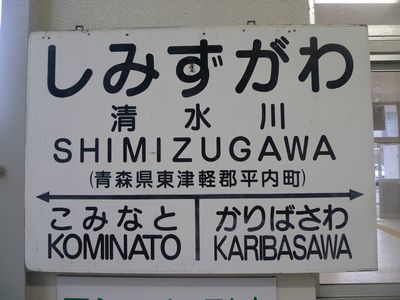 しみずがわ
清水川
SHIMIZUGAWA
(青森県東津軽郡平内町)
こみなと かりばさわ
KOMINATO KARIBASAWA